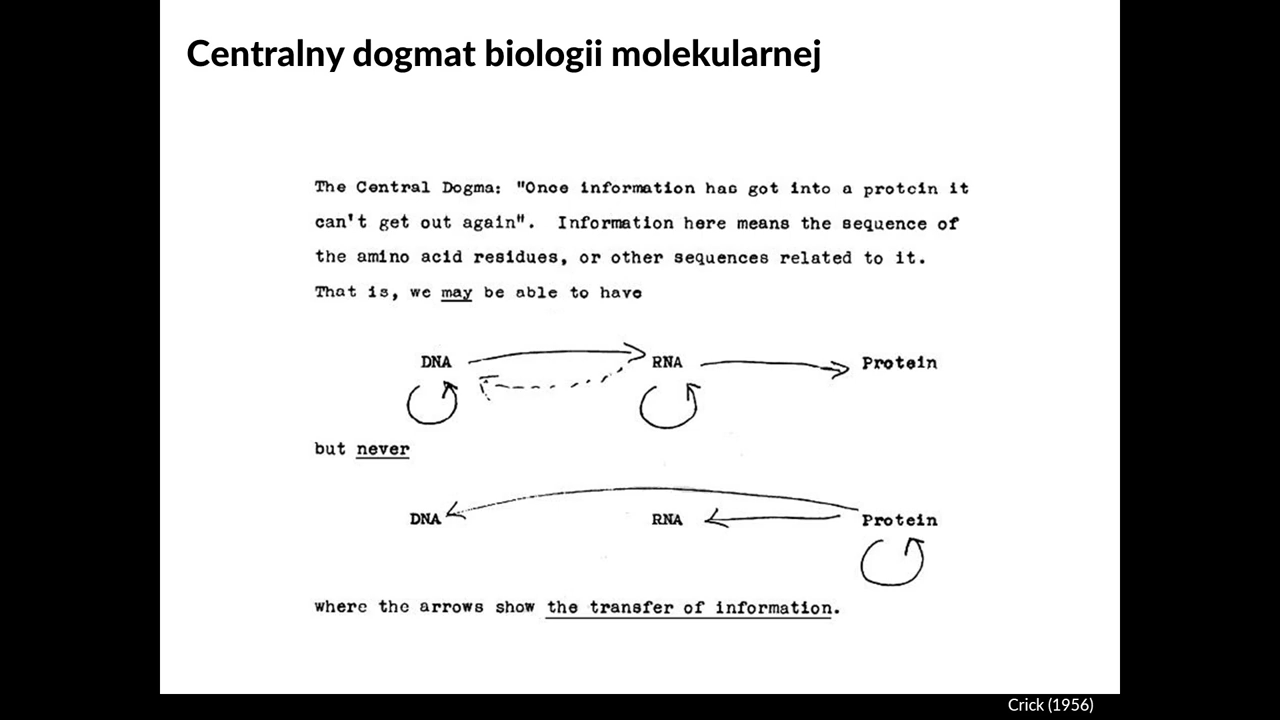 Centralny dogmat biologii molekularnej
The Central Dogma: "Once information has got into a protein it
can't get out again". Information here means the sequence of
the amino acid residues, or other sequences related to it.
That is, we may be able to have
DNA RNA Protein
but never
DNA RNA Protein
where the arrows show the transfer of information.
Crick (1956)